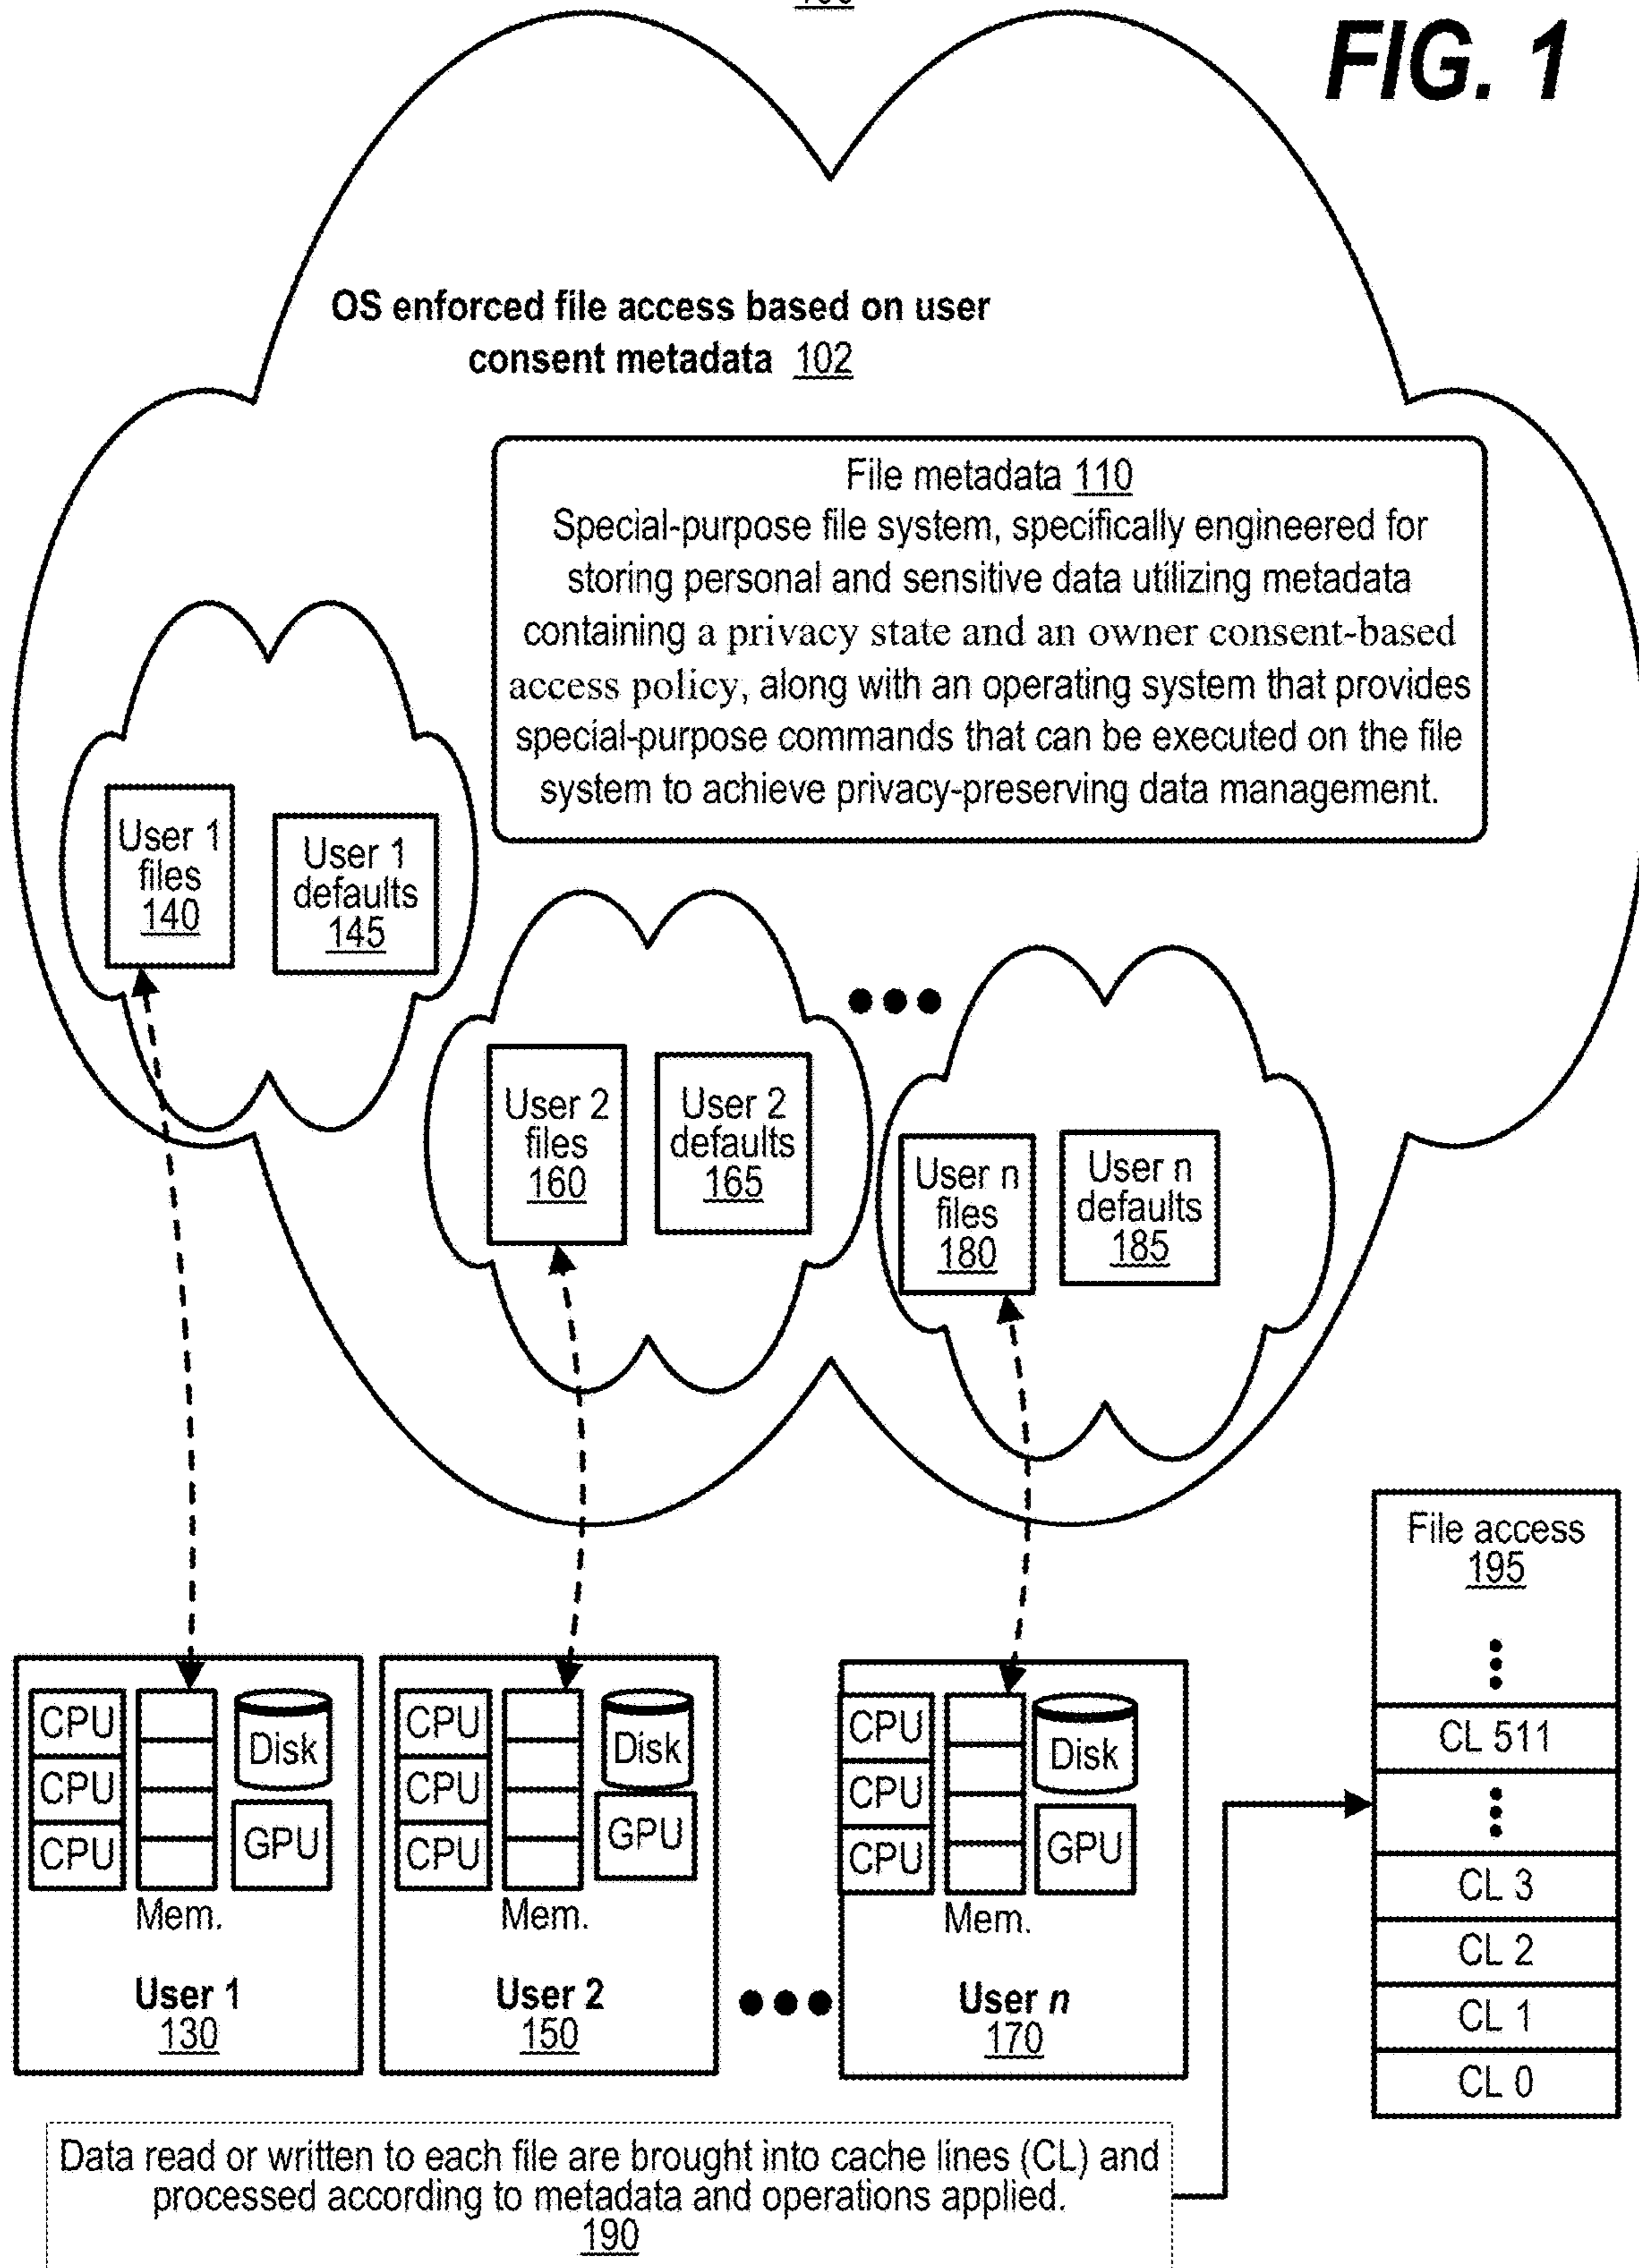 FIG. 1
OS enforced file access based on user
consent metadata 102
File metadata 110
Special-purpose file system, specifically engineered for
storing personal and sensitive data utilizing metadata
containing a privacy state and an owner consent-based
access policy, along with an operating system that provides
special-purpose commands that can be executed on the file
system to achieve privacy-preserving data management.
User 1
files
140
User 1
defaults
145
User 2
files
160
User 2
defaults
165
User n
files
180
User n
defaults
185
File access
195
CL 511
CL 3
CL 2
CL 1
CL 0
CPU
CPU
CPU
Mem.
Disk
GPU
User 1
130
CPU
CPU
CPU
Mem.
Disk
GPU
User 2
150
CPU
CPU
CPU
Mem.
Disk
GPU
User n
170
Data read or written to each file are brought into cache lines (CL) and
processed according to metadata and operations applied.
190